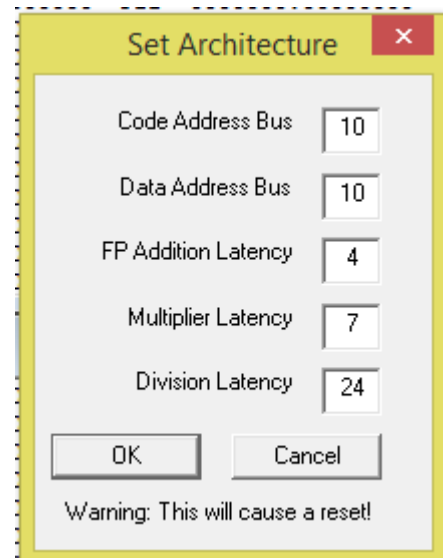 Set Architecture
Code Address Bus 10
Data Address Bus 10
FP Addition Latency 4
Multiplier Latency 7
Division Latency 24
OK Cancel
Warning: This will cause a reset!